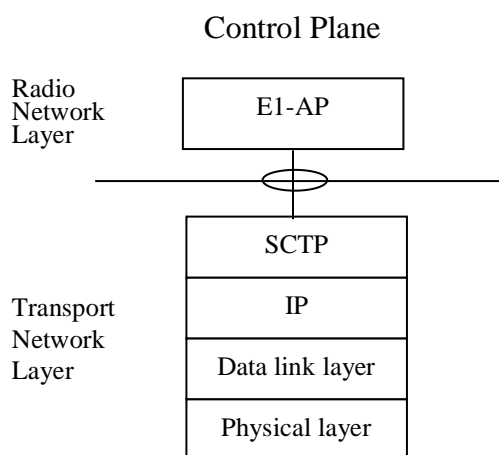 Control Plane
Radio
Network
Layer
E1-AP
SCTP
IP
Transport
Network
Layer
Data link layer
Physical layer